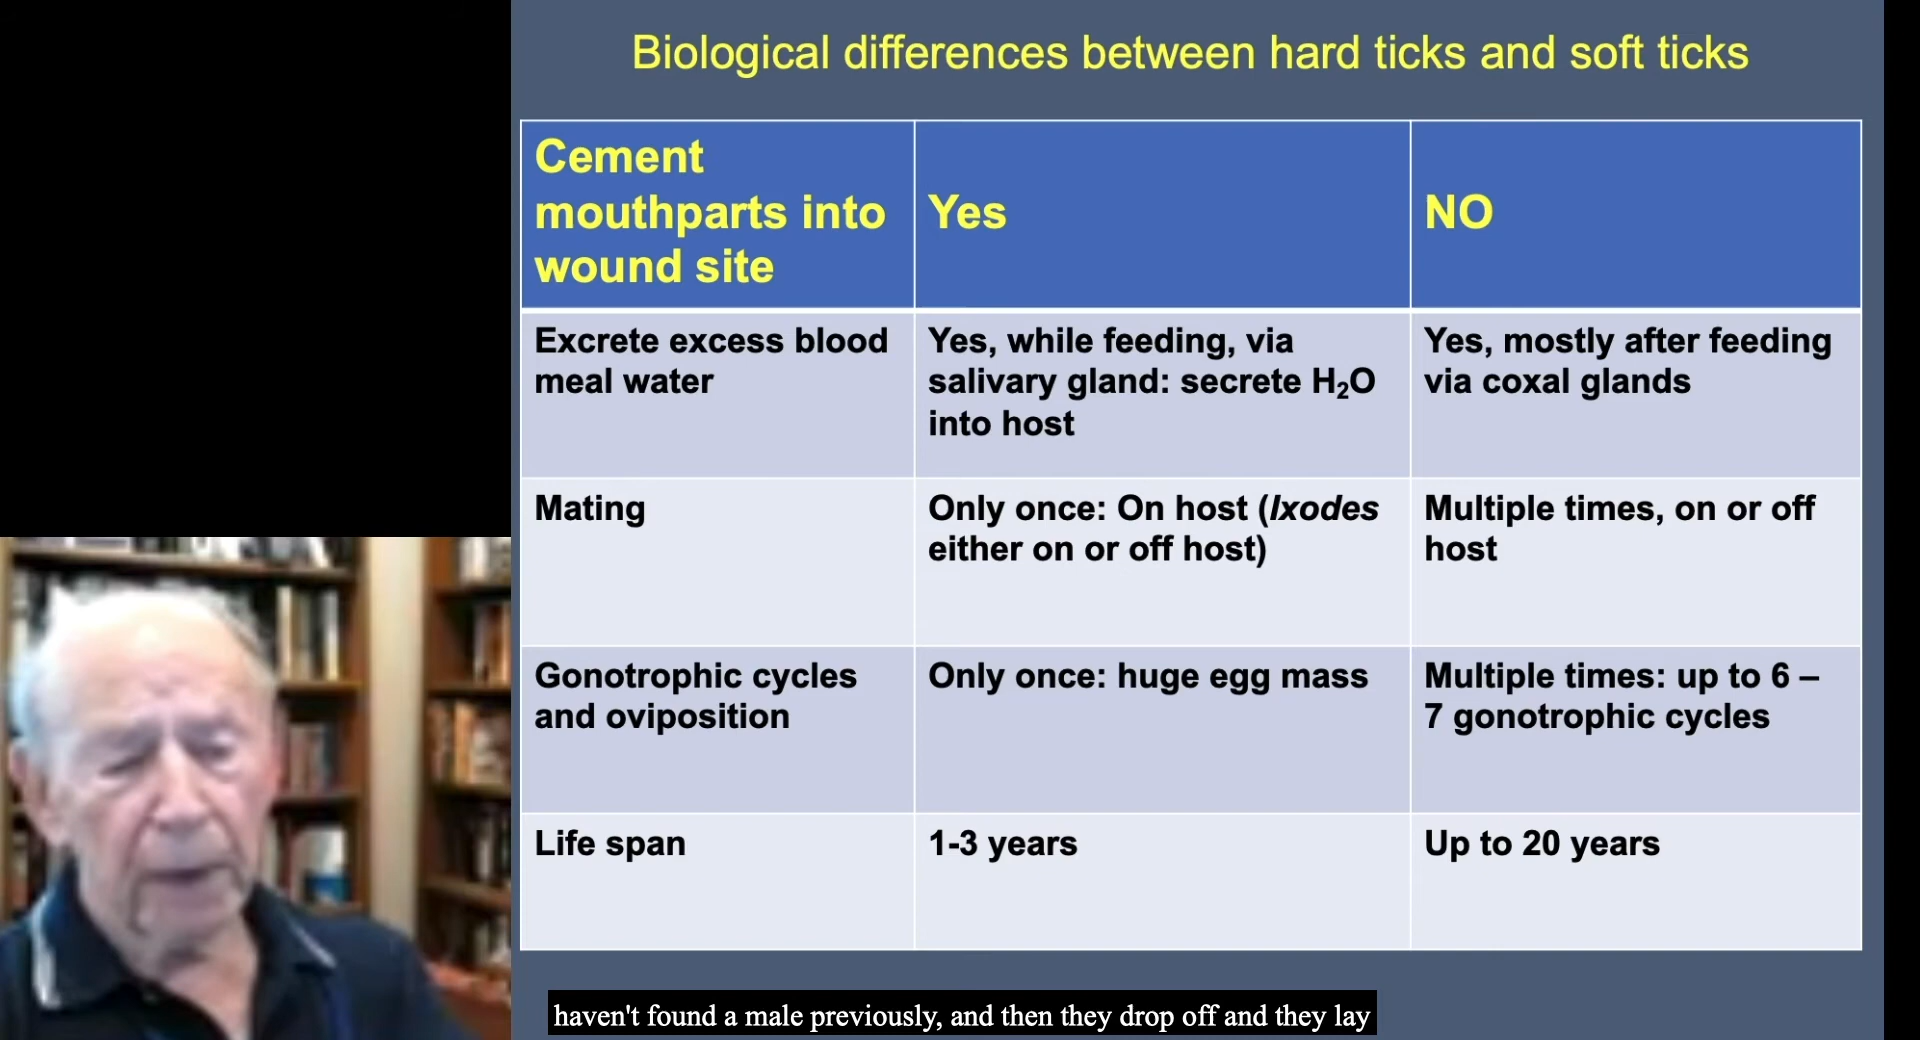 Biological differences between hard ticks and soft ticks
Cement
mouthparts into
wound site
Yes
NO
Excrete excess blood
meal water
Yes, while feeding, via
salivary gland: secrete H₂O
into host
Yes, mostly after feeding
via coxal glands
Mating
Only once: On host (Ixodes
either on or off host)
Multiple times, on or off
host
Gonotrophic cycles
and oviposition
Only once: huge egg mass
Multiple times: up to 6 –
7 gonotrophic cycles
Life span
1-3 years
Up to 20 years
haven't found a male previously, and then they drop off and they lay